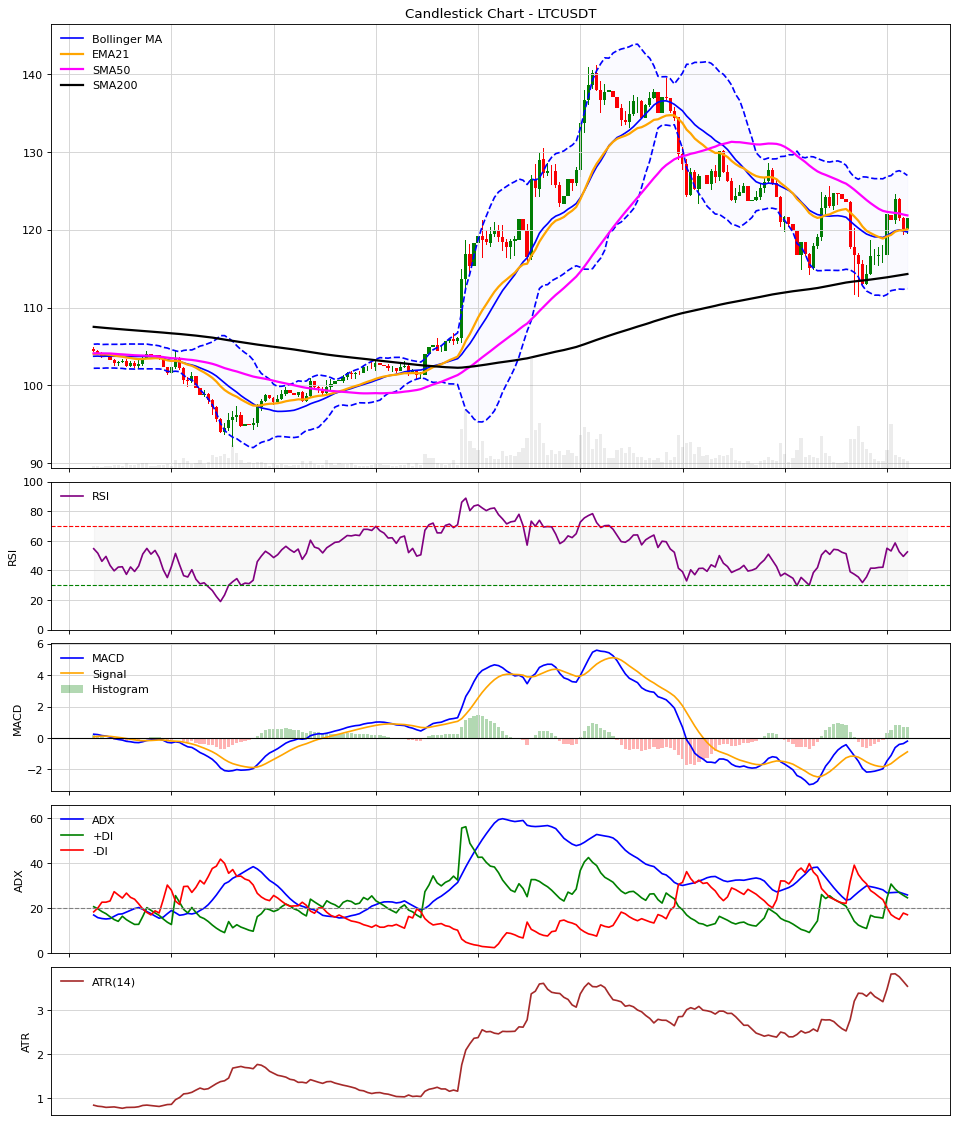 Candlestick Chart - LTCUSDT
Bollinger MA
EMA21
SMA50
SMA200
140
130
120
110
100
90
RSI
RSI
100
80
60
40
20
0
MACD
Signal
Histogram
MACD
6
4
2
0
−2
ADX
+DI
-DI
ADX
60
40
20
0
ATR(14)
ATR
3
2
1